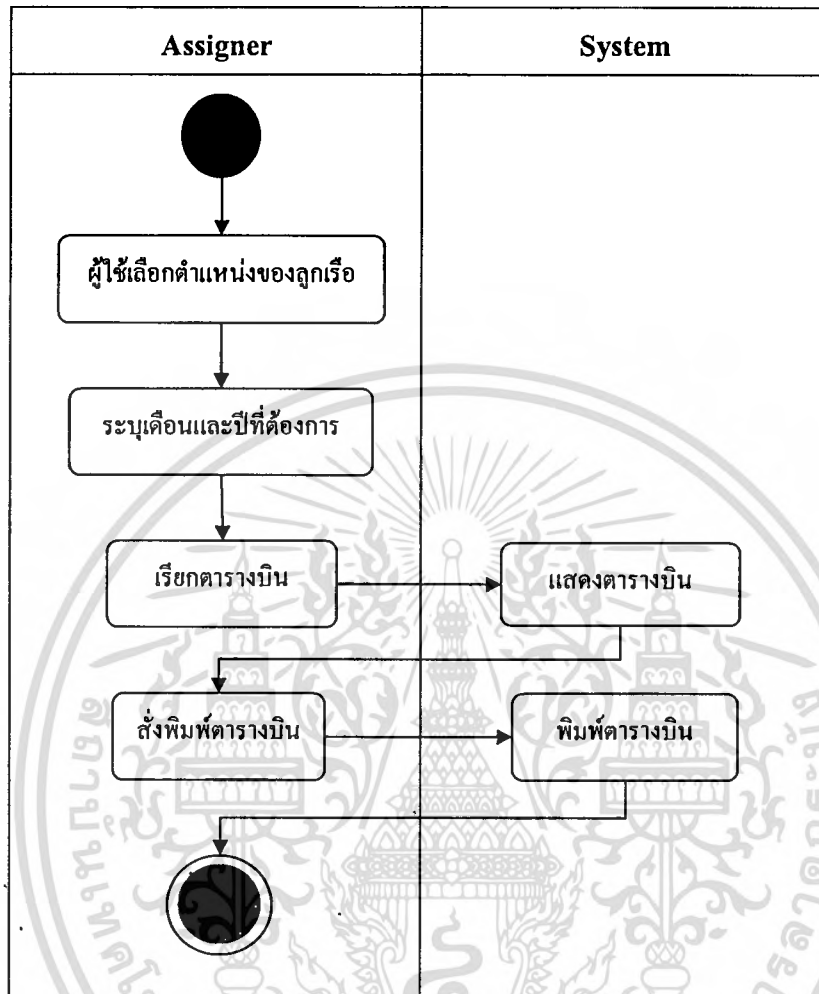 Assigner
System
ผู้ใช้เลือกตำแหน่งของลูกเรือ
ระบุเดือนและปีที่ต้องการ
เรียกตารางบิน
แสดงตารางบิน
สั่งพิมพ์ตารางบิน
พิมพ์ตารางบิน